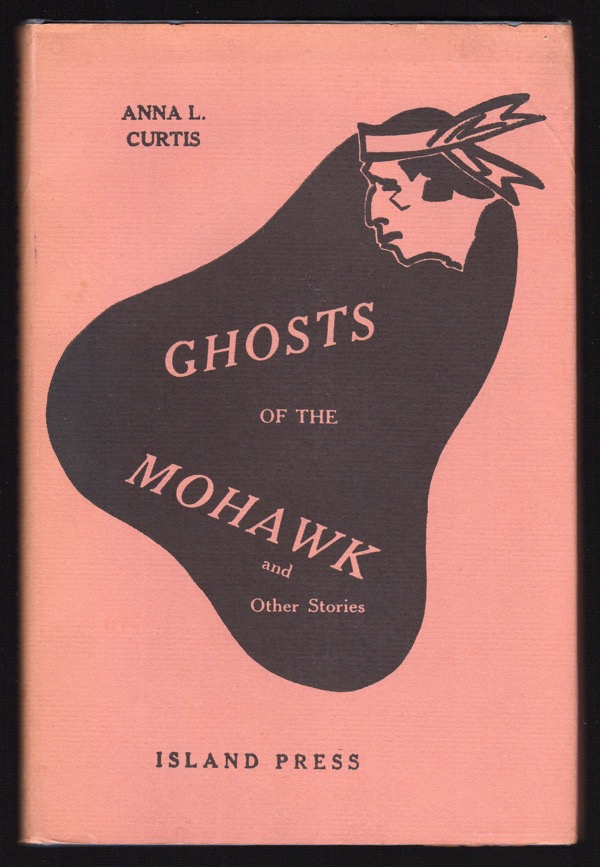 ANNA L.
CURTIS
GHOSTS
OF THE
MOHAWK
and
Other Stories
ISLAND PRESS